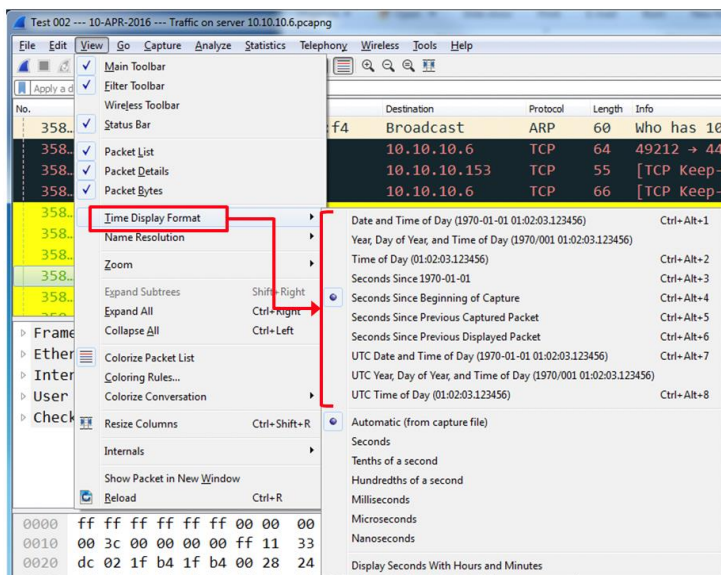 Test 002 --- 10-APR-2016 --- Traffic on server 10.10.10.6.pcapng
File Edit View Go Capture Analyze Statistics Telephony Wireless Tools Help
Apply a d
No. Destination Protocol Length Info
358... f4 Broadcast ARP 60 Who has 10
358... 10.10.10.6 TCP 64 49212 → 44
358... 10.10.10.153 TCP 55 [TCP Keep-
358... 10.10.10.6 TCP 66 [TCP Keep-
358...
358...
358...
358...
358...
Main Toolbar
Filter Toolbar
Wireless Toolbar
Status Bar
Packet List
Packet Details
Packet Bytes
Time Display Format
Name Resolution
Zoom
Expand Subtrees Shift+Right
Expand All Ctrl+Right
Collapse All Ctrl+Left
Colorize Packet List
Coloring Rules...
Colorize Conversation
Resize Columns Ctrl+Shift+R
Internals
Show Packet in New Window
Reload Ctrl+R
Date and Time of Day (1970-01-01 01:02:03.123456) Ctrl+Alt+1
Year, Day of Year, and Time of Day (1970/001 01:02:03.123456)
Time of Day (01:02:03.123456) Ctrl+Alt+2
Seconds Since 1970-01-01 Ctrl+Alt+3
Seconds Since Beginning of Capture Ctrl+Alt+4
Seconds Since Previous Captured Packet Ctrl+Alt+5
Seconds Since Previous Displayed Packet Ctrl+Alt+6
UTC Date and Time of Day (1970-01-01 01:02:03.123456) Ctrl+Alt+7
UTC Year, Day of Year, and Time of Day (1970/001 01:02:03.123456)
UTC Time of Day (01:02:03.123456) Ctrl+Alt+8
Automatic (from capture file)
Seconds
Tenths of a second
Hundredths of a second
Milliseconds
Microseconds
Nanoseconds
Display Seconds With Hours and Minutes
Frame
Ether
Inter
User
Check
0000 ff ff ff ff ff ff 00 00 00
0010 00 3c 00 00 00 00 ff 11 33
0020 dc 02 1f b4 1f b4 00 28 24